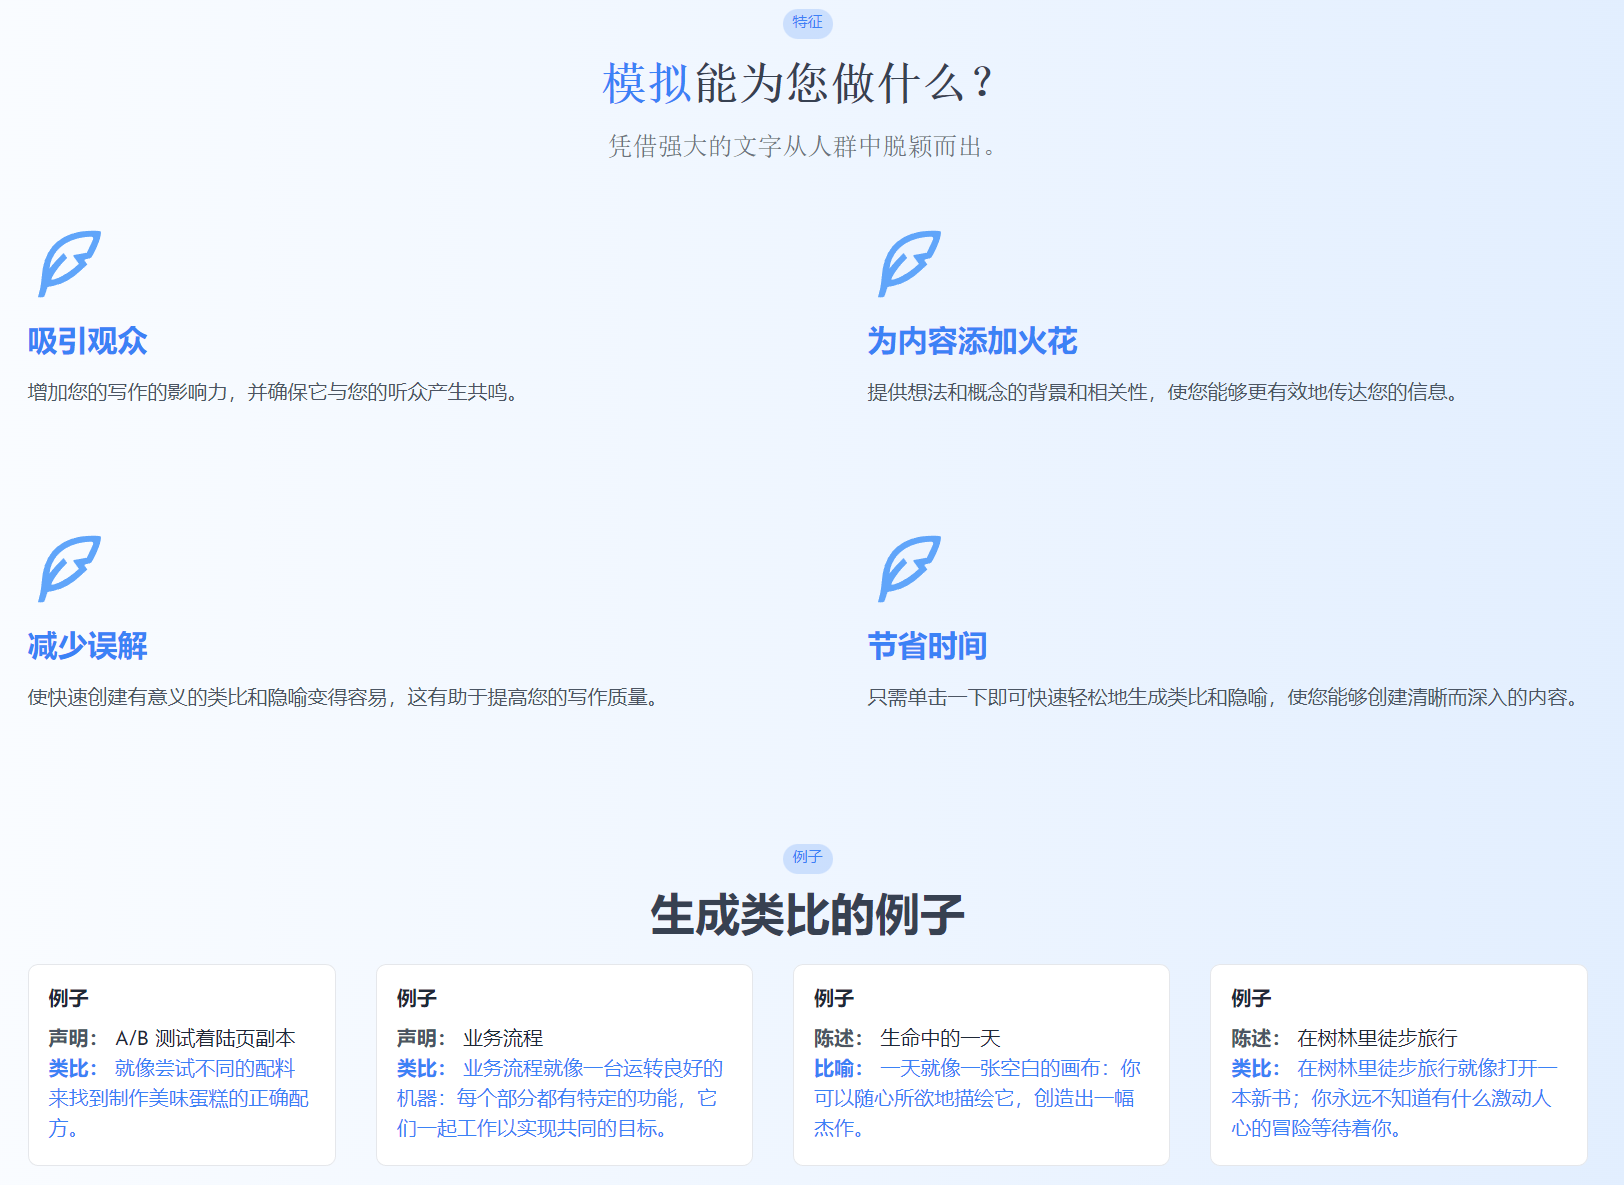 特征
模拟能为您做什么？
凭借强大的文字从人群中脱颖而出。
吸引观众
增加您的写作的影响力，并确保它与您的听众产生共鸣。
为内容添加火花
提供想法和概念的背景和相关性，使您能够更有效地传达您的信息。
减少误解
使快速创建有意义的类比和隐喻变得容易，这有助于提高您的写作质量。
节省时间
只需单击一下即可快速轻松地生成类比和隐喻，使您能够创建清晰而深入的内容。
例子
生成类比的例子
例子
声明： A/B 测试着陆页副本
类比： 就像尝试不同的配料
来找到制作美味蛋糕的正确配
方。
例子
声明： 业务流程
类比： 业务流程就像一台运转良好的
机器：每个部分都有特定的功能，它
们一起工作以实现共同的目标。
例子
陈述： 生命中的一天
比喻： 一天就像一张空白的画布：你
可以随心所欲地描绘它，创造出一幅
杰作。
例子
陈述： 在树林里徒步旅行
类比： 在树林里徒步旅行就像打开一
本新书；你永远不知道有什么激动人
心的冒险等待着你。